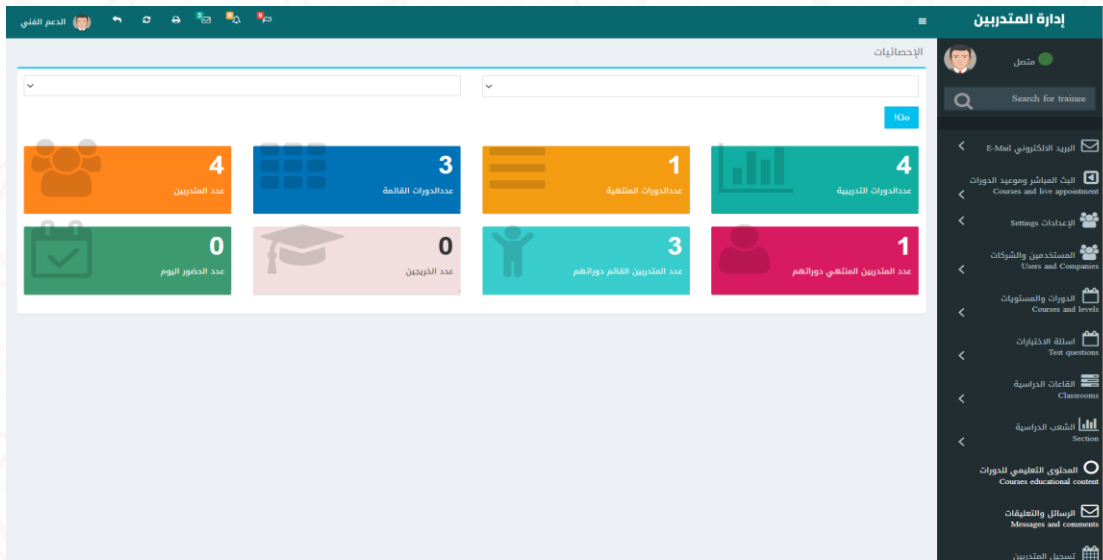 إدارة المتدربين
الدعم الفني
متصل
Search for trainee
البريد الالكتروني E-Mail
البث المباشر وموعيد الدورات
Courses and live appointment
الإعدادات Settings
المستخدمين والشركات
Users and Companies
الدورات والمستويات
Courses and levels
اسئلة الاختبارات
Test questions
القاعات الدراسية
Classrooms
الشعب الدراسية
Section
المحتوى التعليمي للدورات
Courses educational content
الرسائل والتعليقات
Messages and comments
تسجيل المتدربين
الإحصائيات
!Go
4
عددالدورات التدريبية
1
عددالدورات المنتهية
3
عددالدورات القائمة
4
عدد المتدربين
1
عدد المتدربين المنتهي دوراتهم
3
عدد المتدربين القائم دوراتهم
0
عدد الخريجين
0
عدد الحضور اليوم